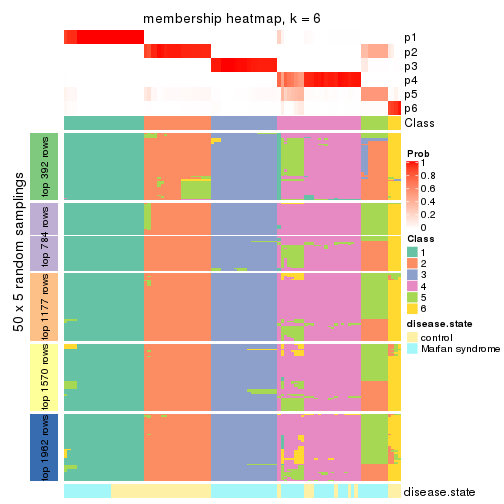 membership heatmap, k = 6
p1
p2
p3
p4
p5
p6
Class
50 x 5 random samplings
top 392 rows
top 784 rows
top 1177 rows
top 1570 rows
top 1962 rows
Prob
1
0.8
0.6
0.4
0.2
0
Class
1
2
3
4
5
6
disease.state
control
Marfan syndrome
disease.state